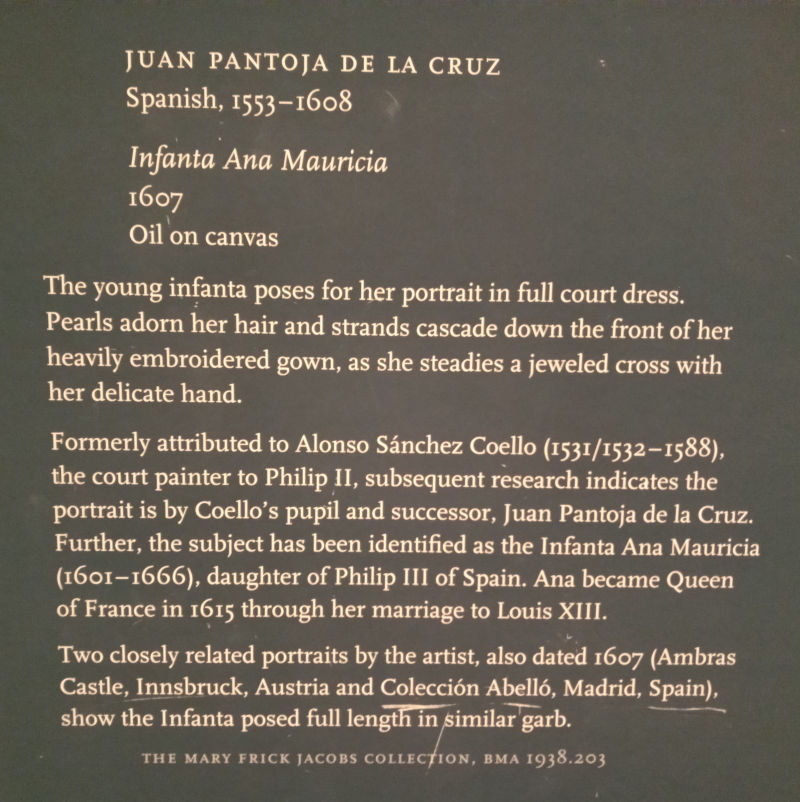 JUAN PANTOJA DE LA CRUZ
Spanish, 1553–1608
Infanta Ana Mauricia
1607
Oil on canvas
The young infanta poses for her portrait in full court dress.
Pearls adorn her hair and strands cascade down the front of her
heavily embroidered gown, as she steadies a jeweled cross with
her delicate hand.
Formerly attributed to Alonso Sánchez Coello (1531/1532–1588),
the court painter to Philip II, subsequent research indicates the
portrait is by Coello's pupil and successor, Juan Pantoja de la Cruz.
Further, the subject has been identified as the Infanta Ana Mauricia
(1601–1666), daughter of Philip III of Spain. Ana became Queen
of France in 1615 through her marriage to Louis XIII.
Two closely related portraits by the artist, also dated 1607 (Ambras
Castle, Innsbruck, Austria and Colección Abelló, Madrid, Spain),
show the Infanta posed full length in similar garb.
THE MARY FRICK JACOBS COLLECTION, BMA 1938.203